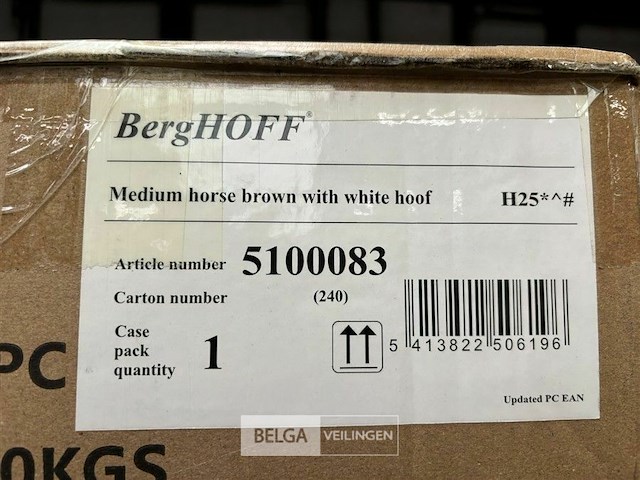 BergHOFF®
Medium horse brown with white hoof H25*^#
Article number 5100083
Carton number (240)
Case
pack
quantity 1
5 413822 506196
Updated PC EAN
PC
0KGS
BELGA VEILINGEN